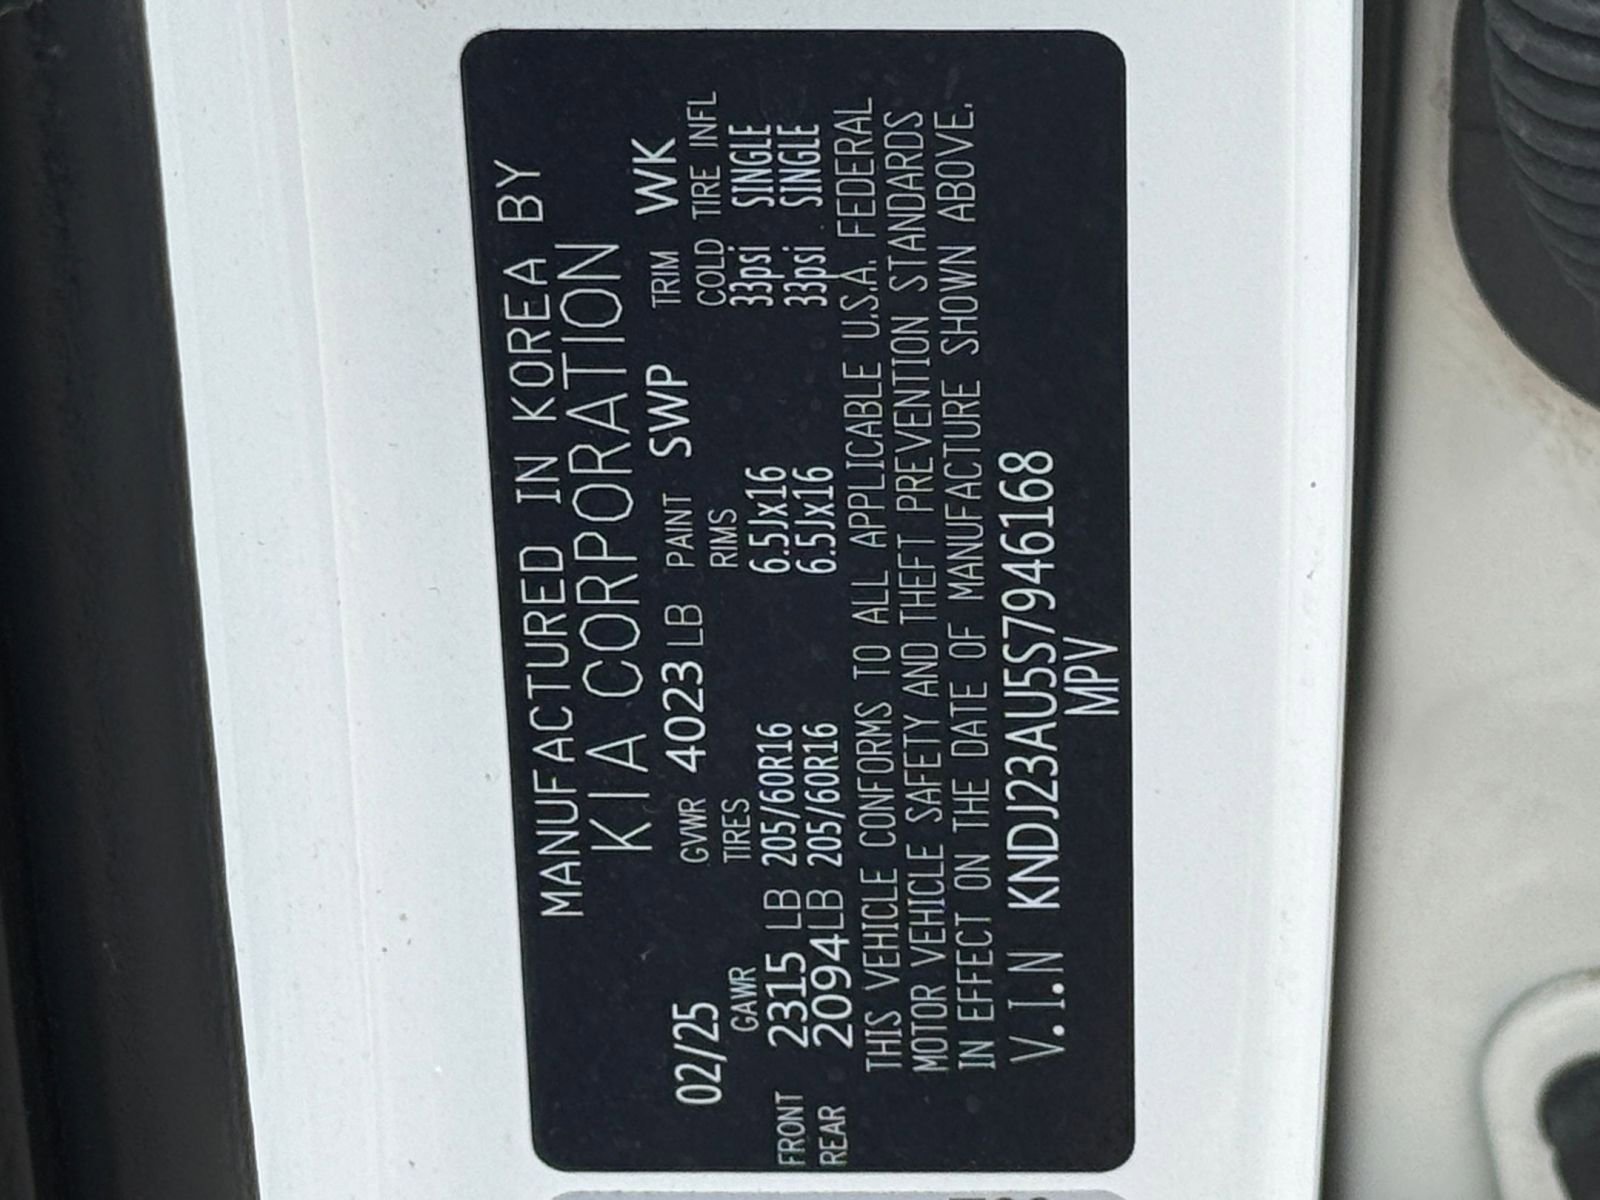 MANUFACTURED IN KOREA BY
KIA CORPORATION
02/25 GVWR 4023 LB PAINT SWP TRIM WK
GAWR TIRES RIMS COLD TIRE INFL
FRONT 2315 LB 205/60R16 6.5Jx16 33psi SINGLE
REAR 2094LB 205/60R16 6.5Jx16 33psi SINGLE
THIS VEHICLE CONFORMS TO ALL APPLICABLE U.S.A. FEDERAL
MOTOR VEHICLE SAFETY AND THEFT PREVENTION STANDARDS
IN EFFECT ON THE DATE OF MANUFACTURE SHOWN ABOVE.
V.I.N KNDJ23AU5S7946168
MPV